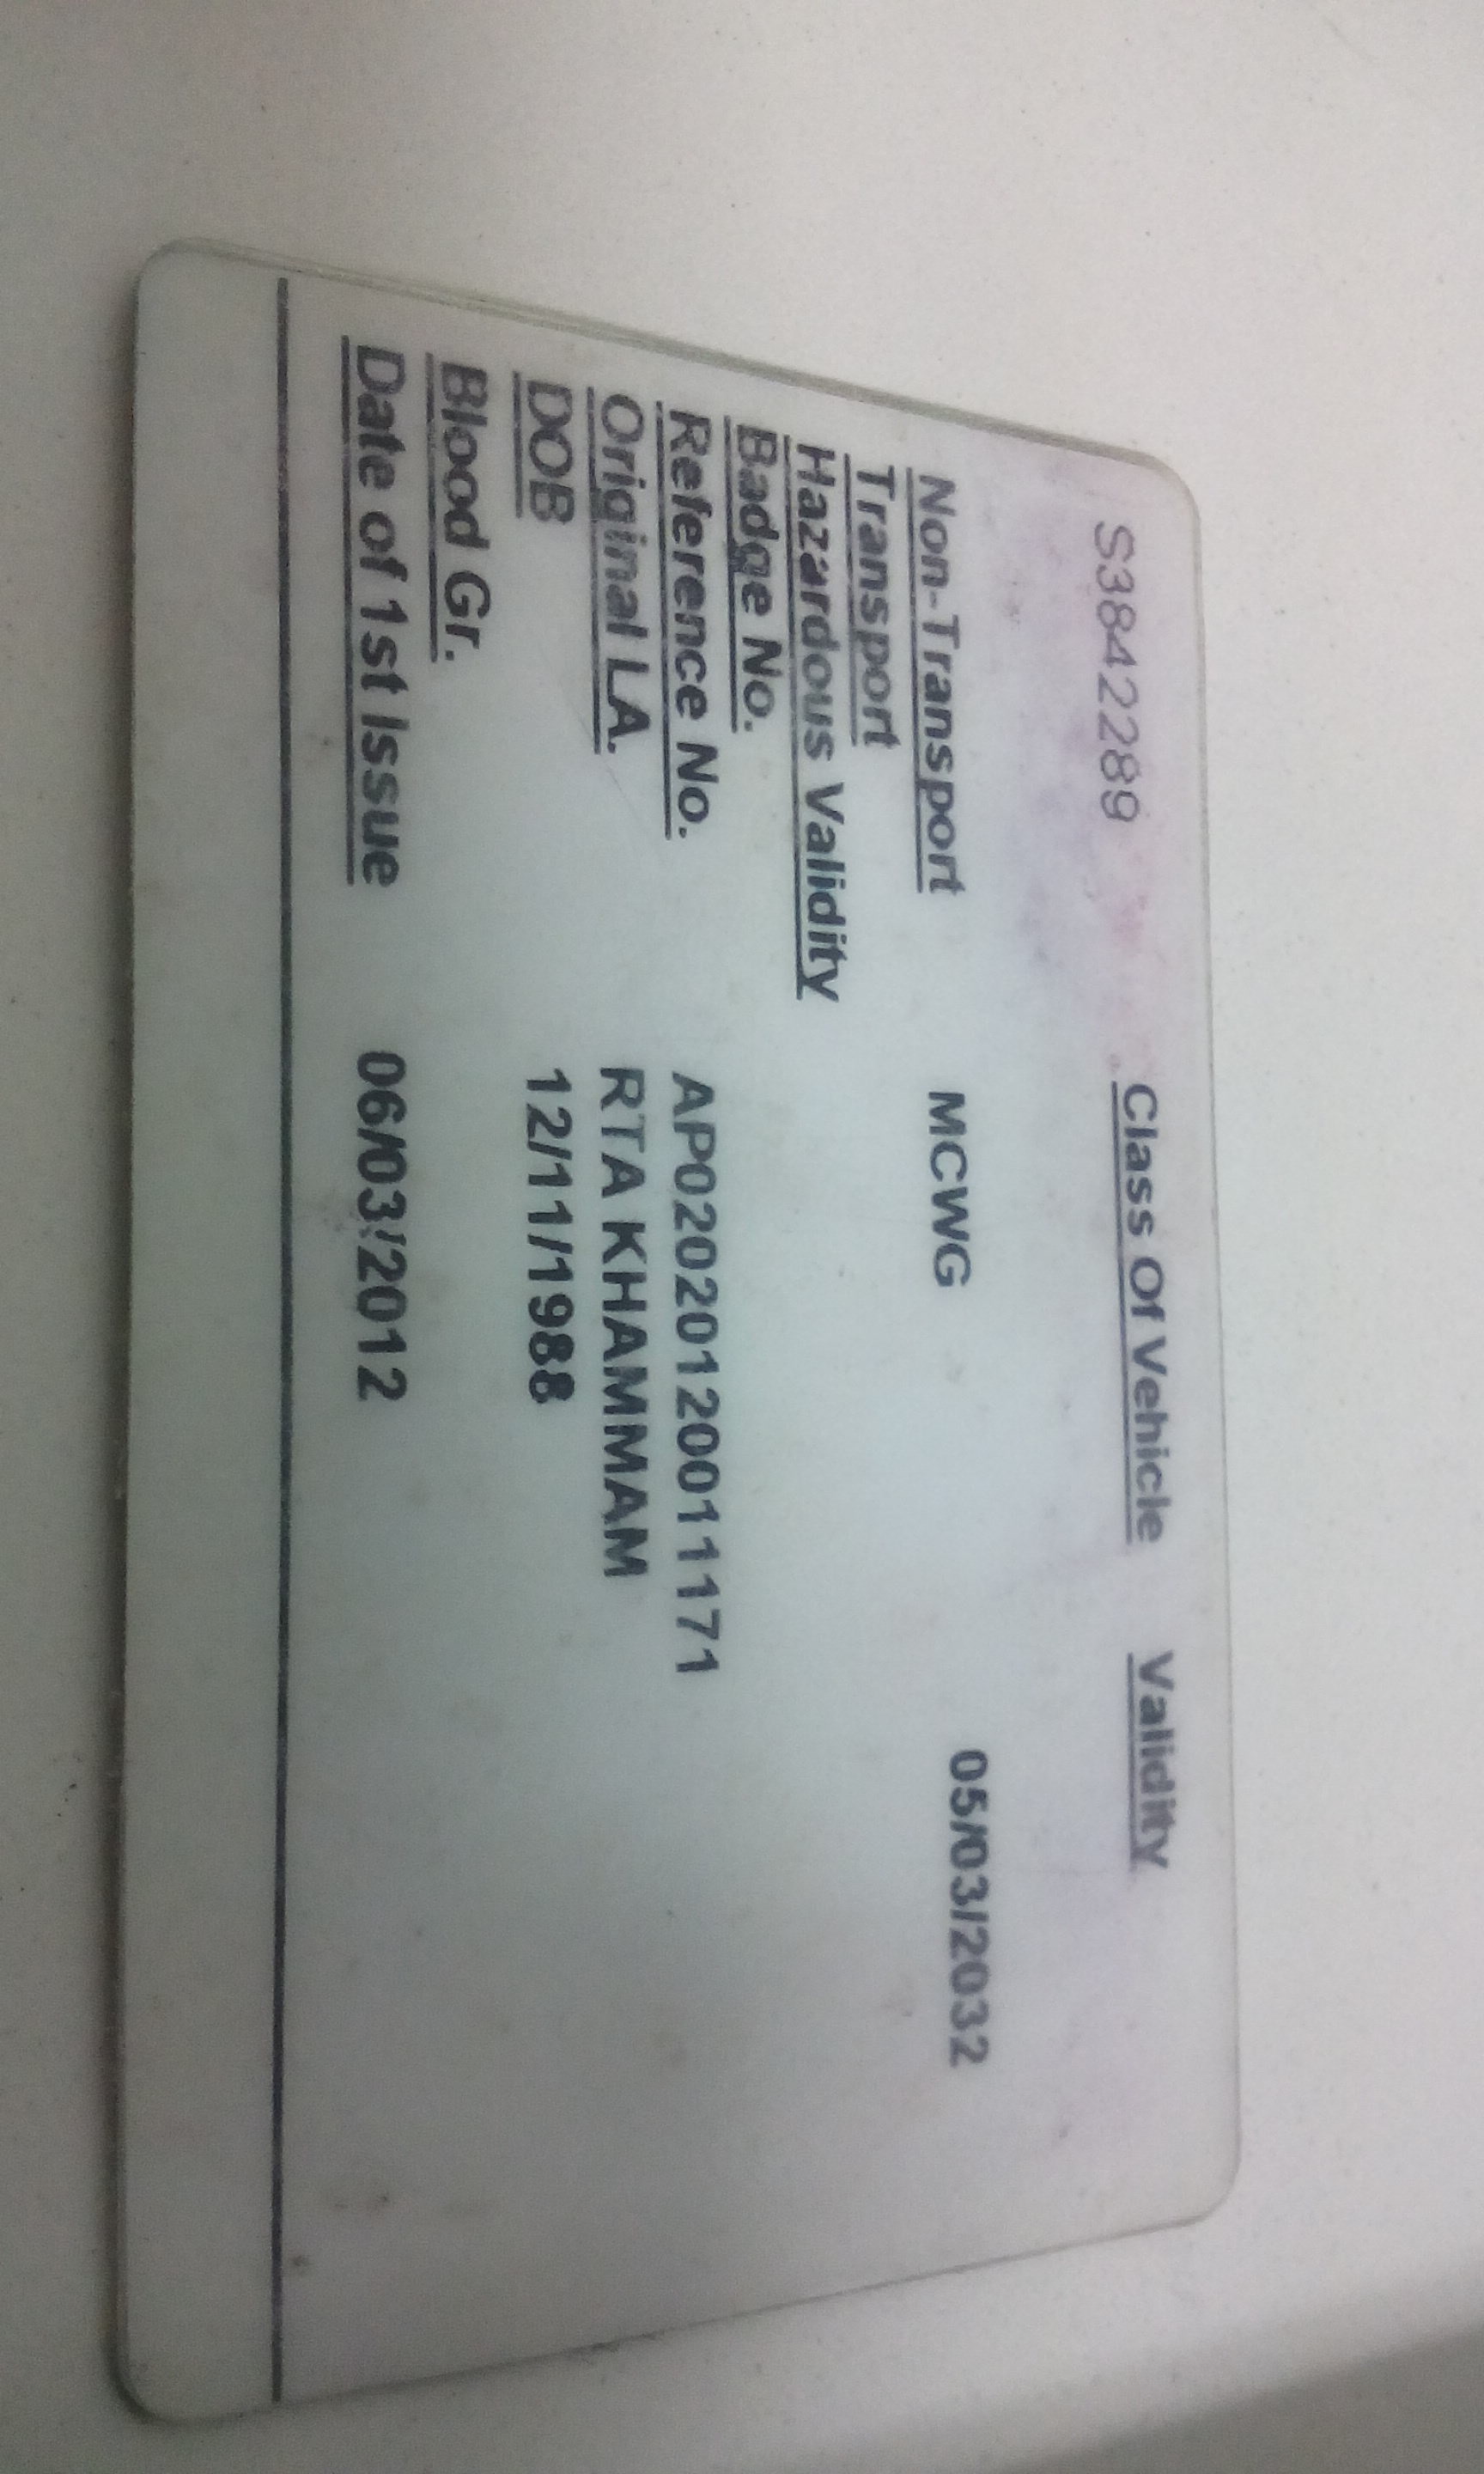 S3842289 Class Of Vehicle Validity
Non-Transport MCWG 05/03/2032
Transport
Hazardous Validity
Badge No.
Reference No. AP02020120011171
Original LA. RTA KHAMMAM
DOB 12/11/1988
Blood Gr.
Date of 1st Issue 06/03/2012